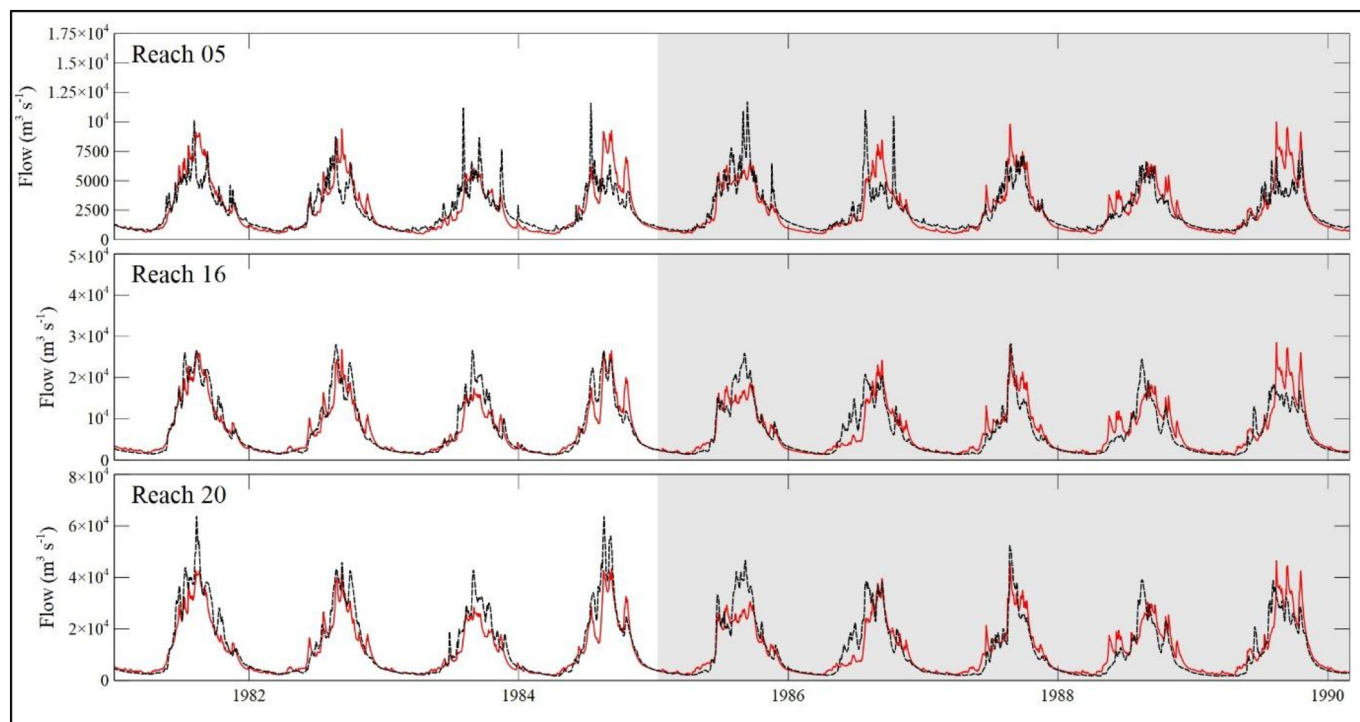 Reach 05
Flow (m³ s⁻¹)
1.75×10⁴
1.5×10⁴
1.25×10⁴
10⁴
7500
5000
2500
0
Reach 16
Flow (m³ s⁻¹)
5×10⁴
4×10⁴
3×10⁴
2×10⁴
10⁴
0
Reach 20
Flow (m³ s⁻¹)
8×10⁴
6×10⁴
4×10⁴
2×10⁴
0
1982 1984 1986 1988 1990